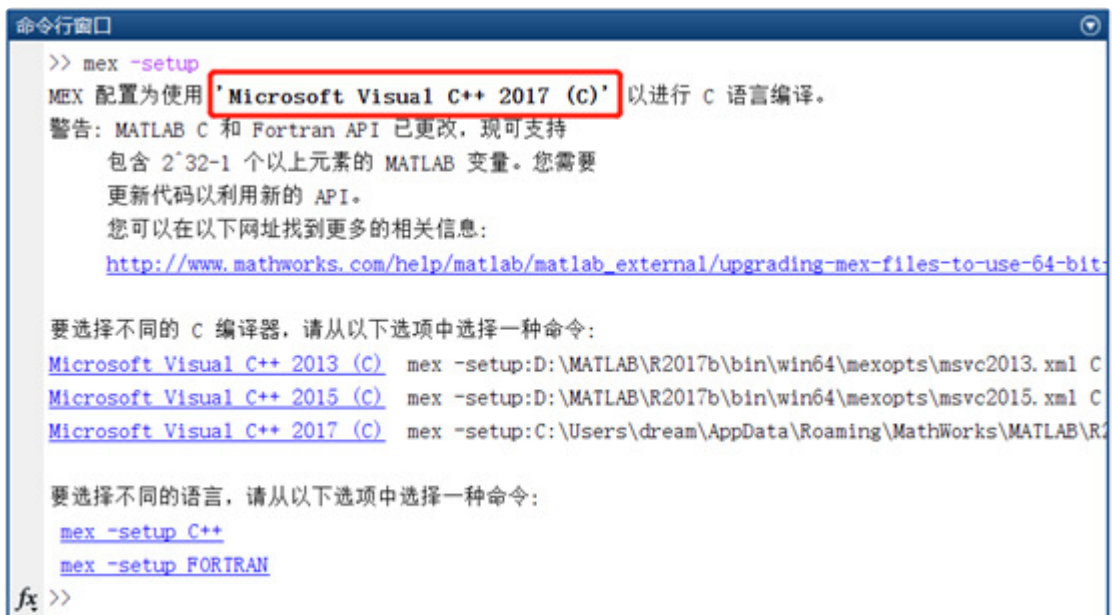 命令行窗口
>> mex -setup
MEX 配置为使用 'Microsoft Visual C++ 2017 (C)' 以进行 C 语言编译。
警告: MATLAB C 和 Fortran API 已更改，现可支持
包含 2^32-1 个以上元素的 MATLAB 变量。您需要
更新代码以利用新的 API。
您可以在以下网址找到更多的相关信息:
http://www.mathworks.com/help/matlab/matlab_external/upgrading-mex-files-to-use-64-bit-
要选择不同的 C 编译器，请从以下选项中选择一种命令:
Microsoft Visual C++ 2013 (C) mex -setup:D:\MATLAB\R2017b\bin\win64\mexopts\msvc2013.xml C
Microsoft Visual C++ 2015 (C) mex -setup:D:\MATLAB\R2017b\bin\win64\mexopts\msvc2015.xml C
Microsoft Visual C++ 2017 (C) mex -setup:C:\Users\dream\AppData\Roaming\MathWorks\MATLAB\R2
要选择不同的语言，请从以下选项中选择一种命令:
mex -setup C++
mex -setup FORTRAN
fx >>